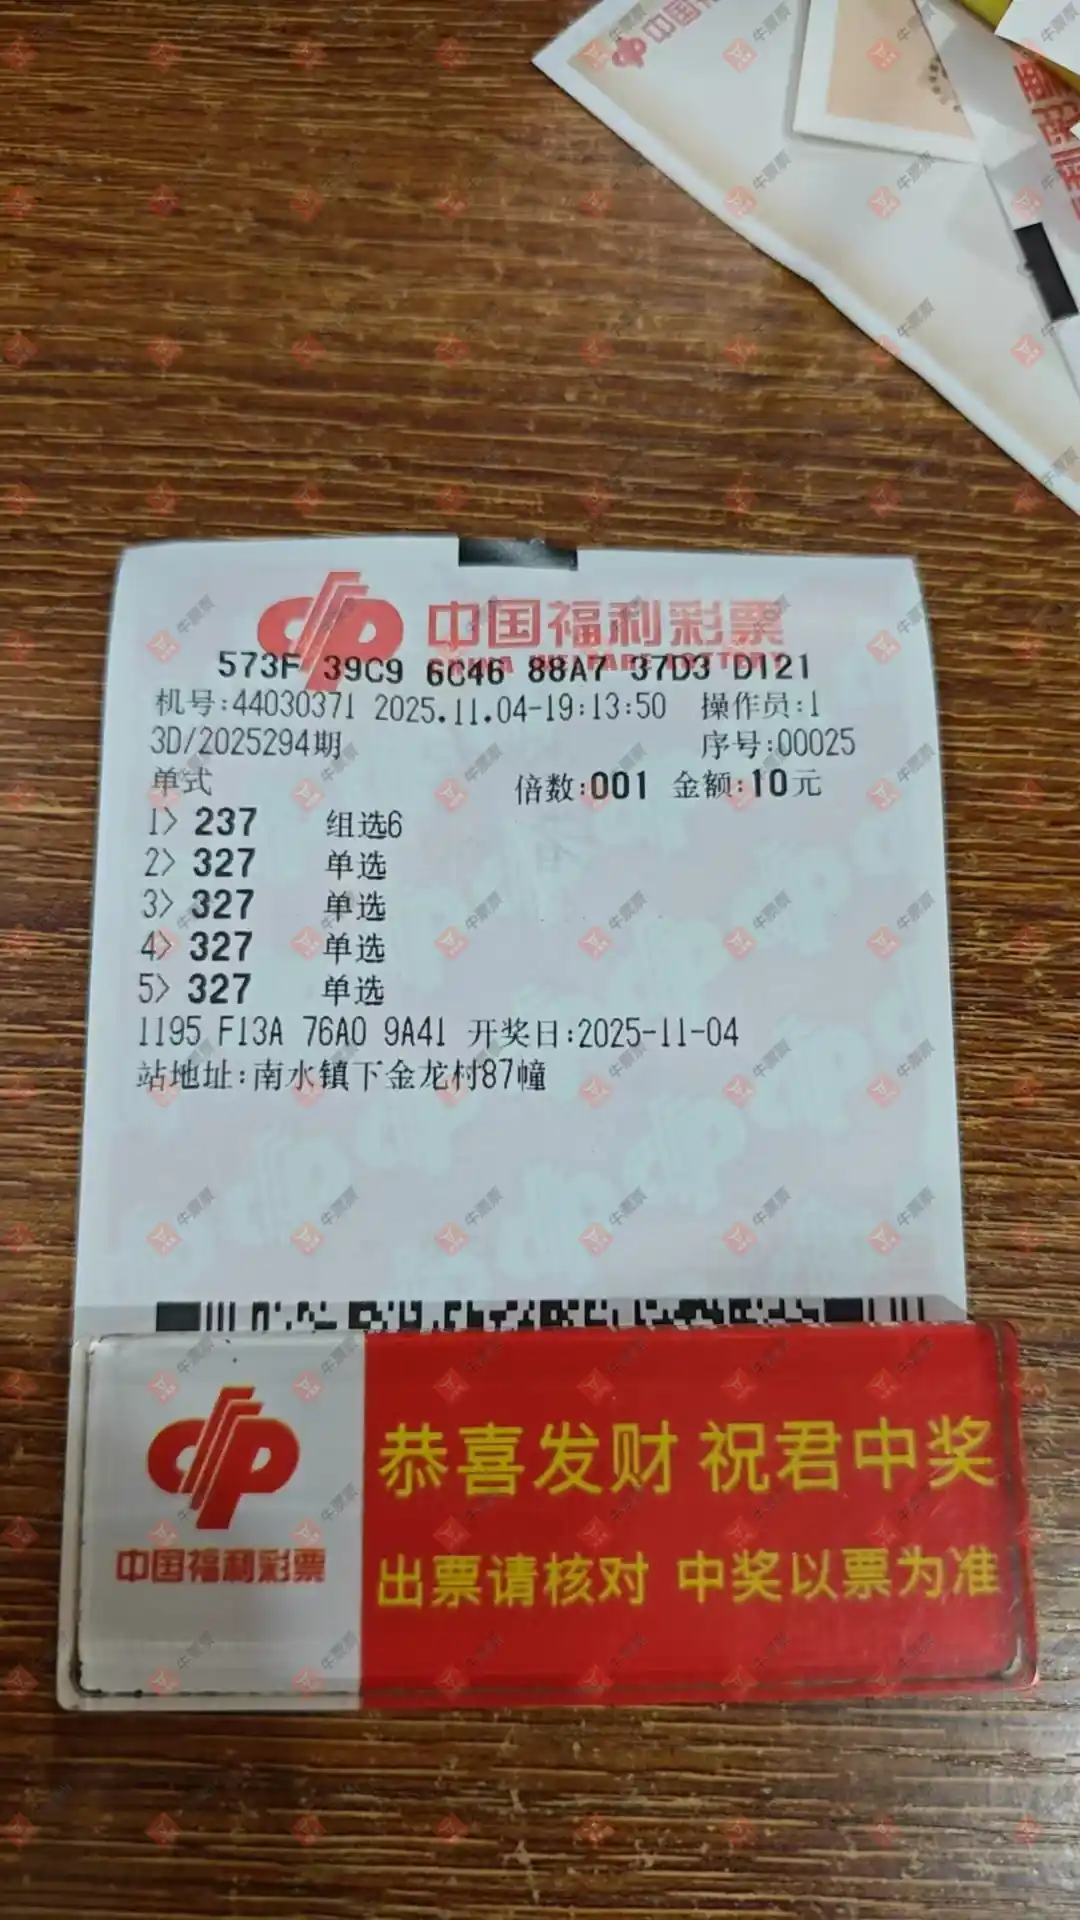 中国福利彩票
CHINA WELFARE LOTTERY
573F 39C9 6C46 88A7 37D3 D121
机号:44030371 2025.11.04-19:13:50 操作员:1
3D/2025294期 序号:00025
单式 倍数:001 金额:10元
1> 237 组选6
2> 327 单选
3> 327 单选
4> 327 单选
5> 327 单选
1195 F13A 76A0 9A41 开奖日:2025-11-04
站地址:南水镇下金龙村87幢
恭喜发财 祝君中奖
中国福利彩票
出票请核对 中奖以票为准
牛票票